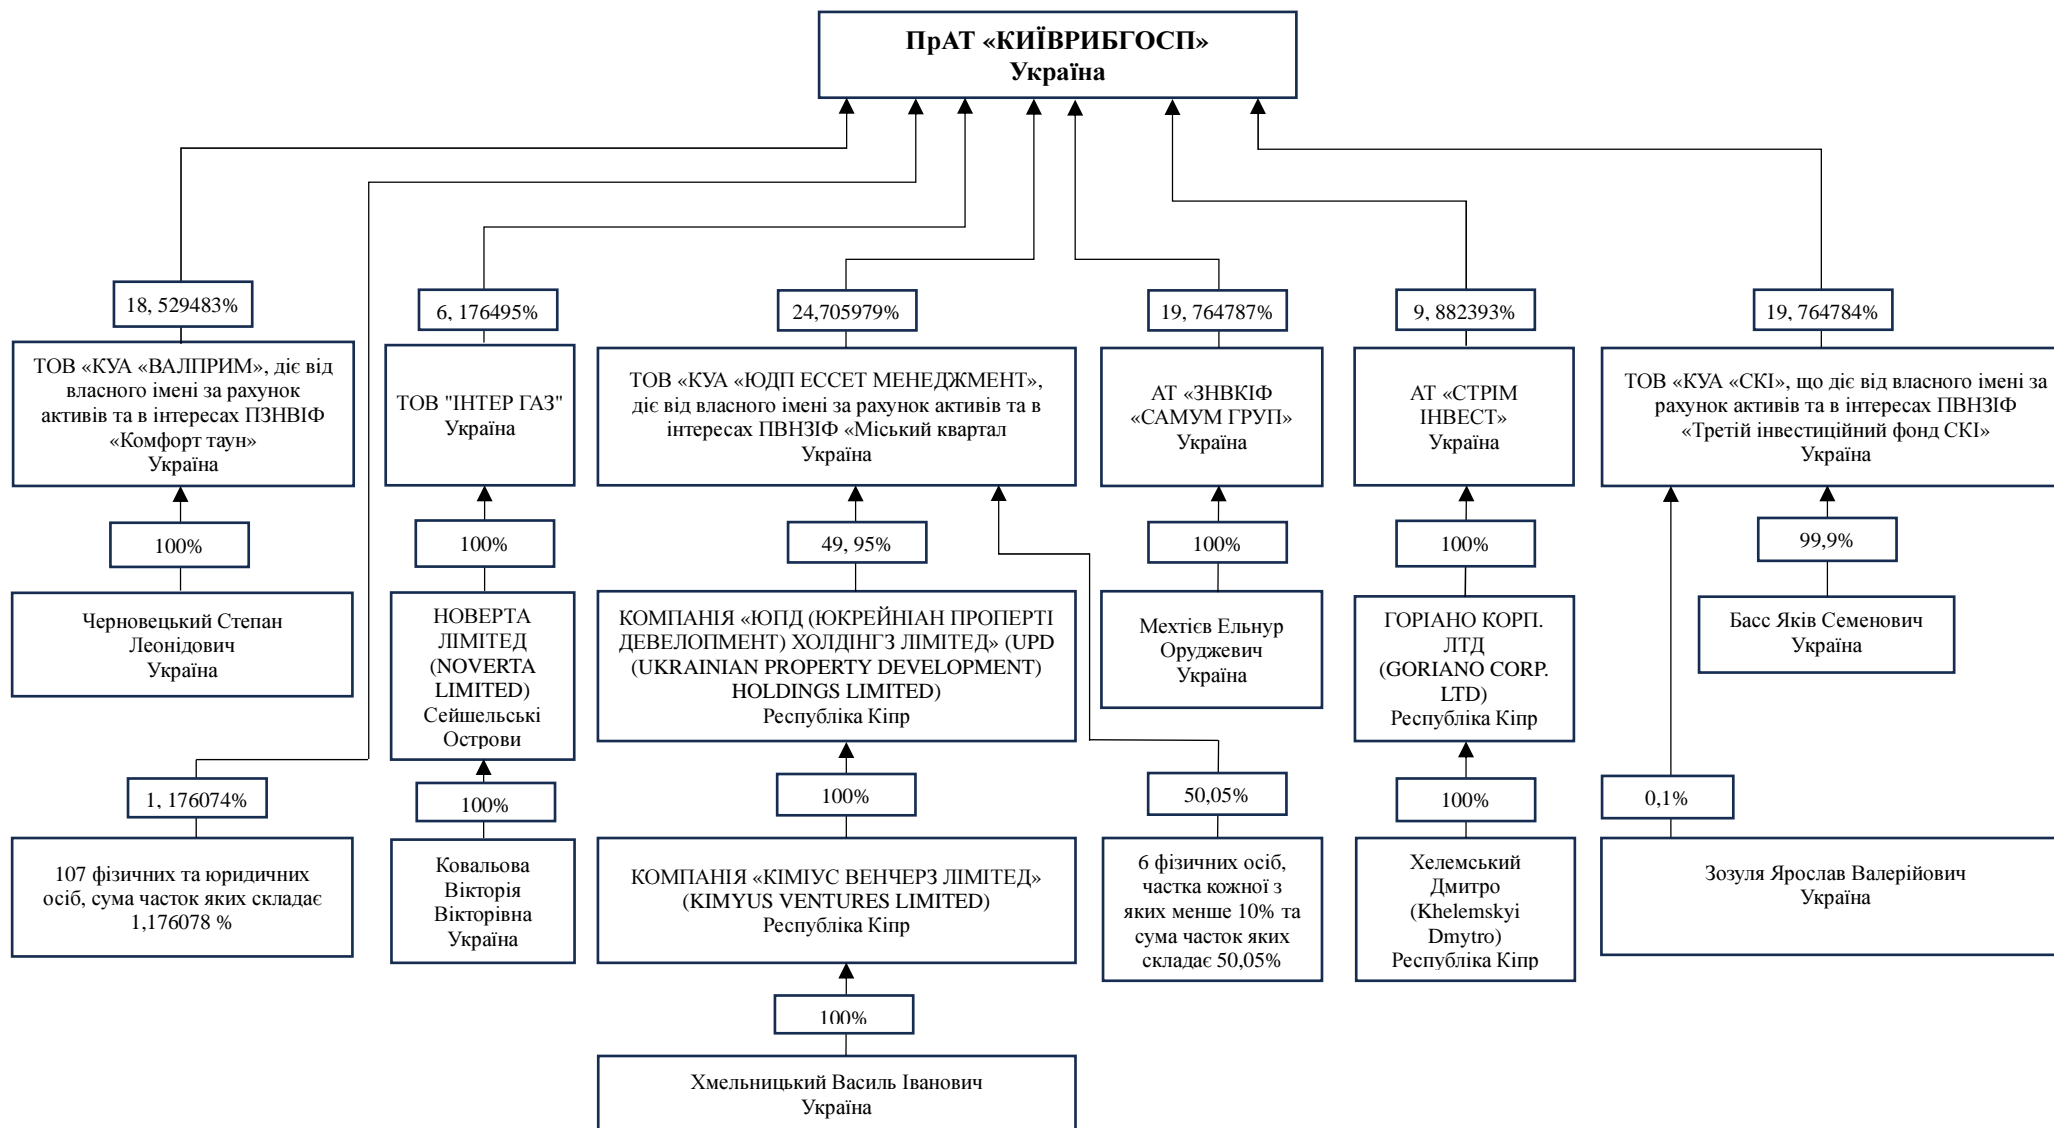 ПрАТ «КИЇВРИБГОСП»
Україна
18, 529483%
6, 176495%
24,705979%
19, 764787%
9, 882393%
19, 764784%
ТОВ «КУА «ВАЛПРИМ», діє від
власного імені за рахунок
активів та в інтересах ПЗНВІФ
«Комфорт таун»
Україна
ТОВ "ІНТЕР ГАЗ"
Україна
ТОВ «КУА «ЮДП ЕССЕТ МЕНЕДЖМЕНТ»,
діє від власного імені за рахунок активів та в
інтересах ПВНЗІФ «Міський квартал
Україна
АТ «ЗНВКІФ
«САМУМ ГРУП»
Україна
АТ «СТРІМ
ІНВЕСТ»
Україна
ТОВ «КУА «СКІ», що діє від власного імені за
рахунок активів та в інтересах ПВНЗІФ
«Третій інвестиційний фонд СКІ»
Україна
100%
100%
49, 95%
100%
100%
99,9%
Черновецький Степан
Леонідович
Україна
НОВЕРТА
ЛІМІТЕД
(NOVERTA
LIMITED)
Сейшельські
Острови
КОМПАНІЯ «ЮПД (ЮКРЕЙНІАН ПРОПЕРТІ
ДЕВЕЛОПМЕНТ) ХОЛДІНГЗ ЛІМІТЕД» (UPD
(UKRAINIAN PROPERTY DEVELOPMENT)
HOLDINGS LIMITED)
Республіка Кіпр
Мехтієв Ельнур
Оруджевич
Україна
ГОРІАНО КОРП.
ЛТД
(GORIANO CORP.
LTD)
Республіка Кіпр
Басс Яків Семенович
Україна
1, 176074%
100%
100%
50,05%
100%
0,1%
107 фізичних та юридичних
осіб, сума часток яких складає
1,176078 %
Ковальова
Вікторія
Вікторівна
Україна
КОМПАНІЯ «КІМІУС ВЕНЧЕРЗ ЛІМІТЕД»
(KIMYUS VENTURES LIMITED)
Республіка Кіпр
6 фізичних осіб,
частка кожної з
яких менше 10% та
сума часток яких
складає 50,05%
Хелемський
Дмитро
(Khelemskyi
Dmytro)
Республіка Кіпр
Зозуля Ярослав Валерійович
Україна
100%
Хмельницький Василь Іванович
Україна